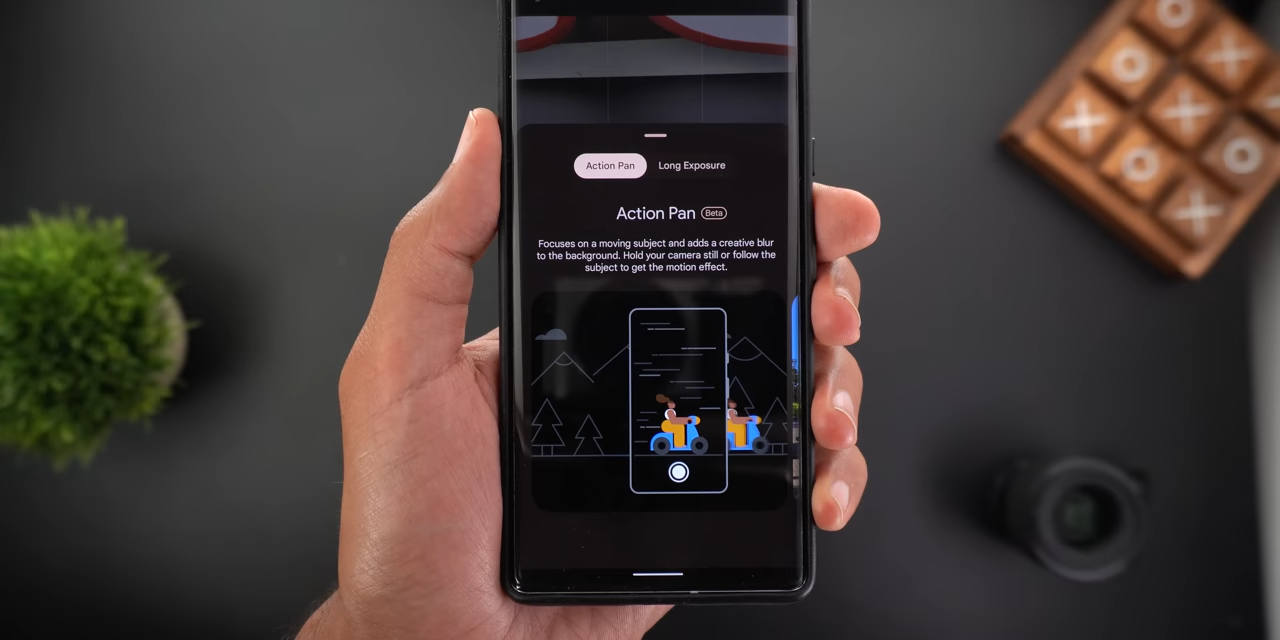 Action Pan Long Exposure
Action Pan Beta
Focuses on a moving subject and adds a creative blur
to the background. Hold your camera still or follow the
subject to get the motion effect.